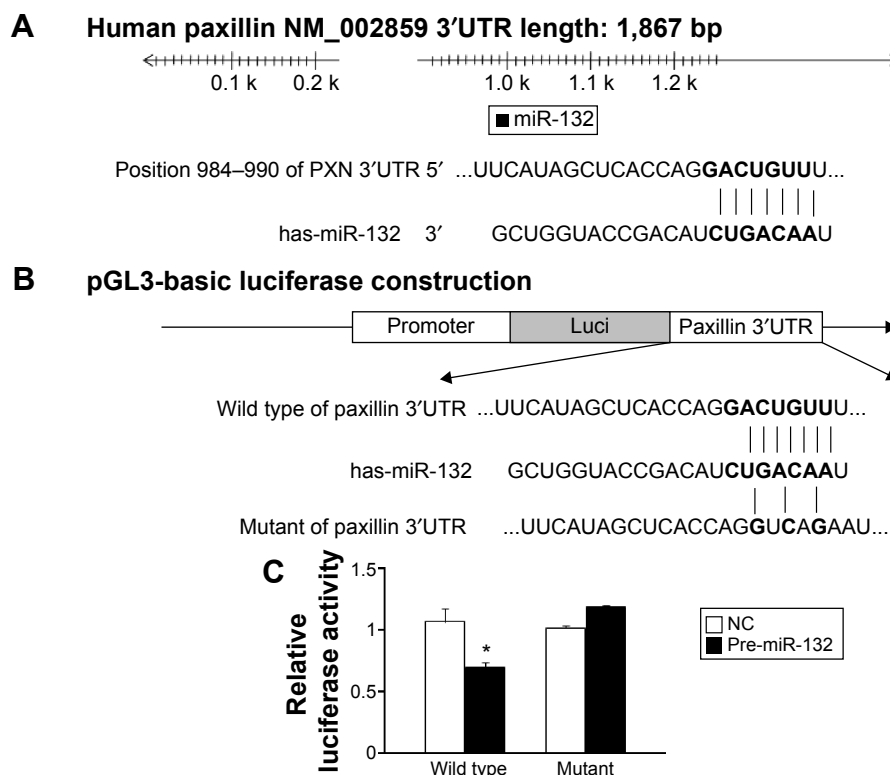 A Human paxillin NM_002859 3′UTR length: 1,867 bp
0.1 k 0.2 k 1.0 k 1.1 k 1.2 k
miR-132
Position 984–990 of PXN 3′UTR 5′ ...UUCAUAGCUCACCAGGACUGUUU...
has-miR-132 3′ GCUGGUACCGACAUCUGACAAU
B pGL3-basic luciferase construction
Promoter Luci Paxillin 3′UTR
Wild type of paxillin 3′UTR ...UUCAUAGCUCACCAGGACUGUUU...
has-miR-132 GCUGGUACCGACAUCUGACAAU
Mutant of paxillin 3′UTR ...UUCAUAGCUCACCAGGUCAGAAU...
C
Relative
luciferase activity
1.5
1
0.5
0
*
Wild type Mutant
NC
Pre-miR-132